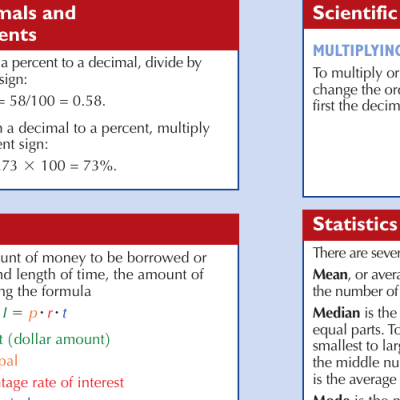 mals and
ents
a percent to a decimal, divide by
sign:
= 58/100 = 0.58.
a decimal to a percent, multiply
nt sign:
73 × 100 = 73%.
unt of money to be borrowed or
nd length of time, the amount of
ng the formula
I = p · r · t
t (dollar amount)
pal
tage rate of interest
Scientific
MULTIPLYING
To multiply or
change the or
first the decim
Statistics
There are seve
Mean, or aver
the number of
Median is the
equal parts. To
smallest to lar
the middle nu
is the average
Mode is the